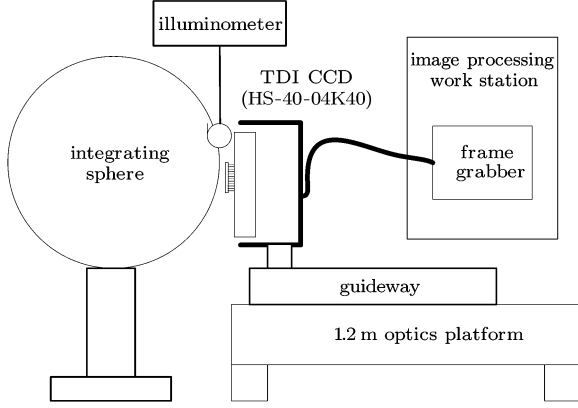 illuminometer
TDI CCD
(HS-40-04K40)
image processing
work station
integrating
sphere
frame
grabber
guideway
1.2 m optics platform